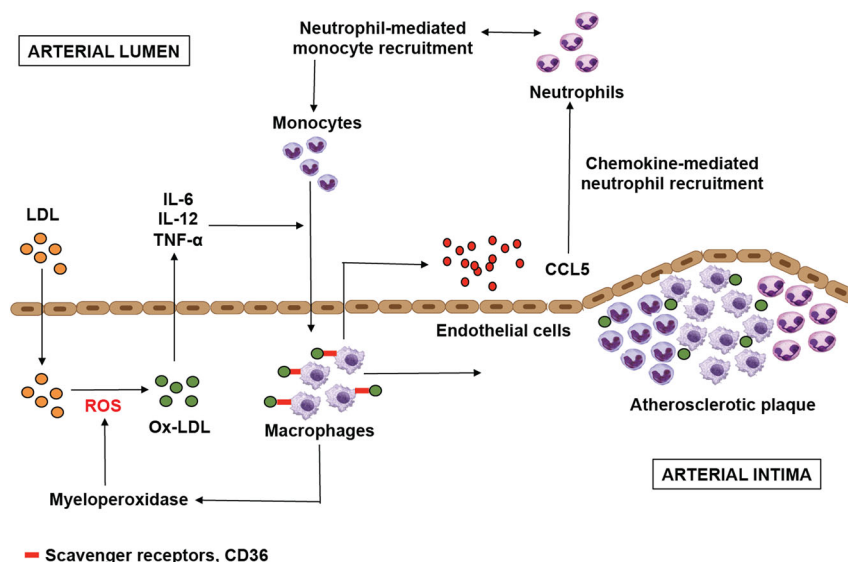 ARTERIAL LUMEN
Neutrophil-mediated
monocyte recruitment
Neutrophils
Monocytes
Chemokine-mediated
neutrophil recruitment
IL-6
IL-12
TNF-α
LDL
CCL5
Endothelial cells
ROS
Ox-LDL
Macrophages
Atherosclerotic plaque
Myeloperoxidase
ARTERIAL INTIMA
Scavenger receptors, CD36